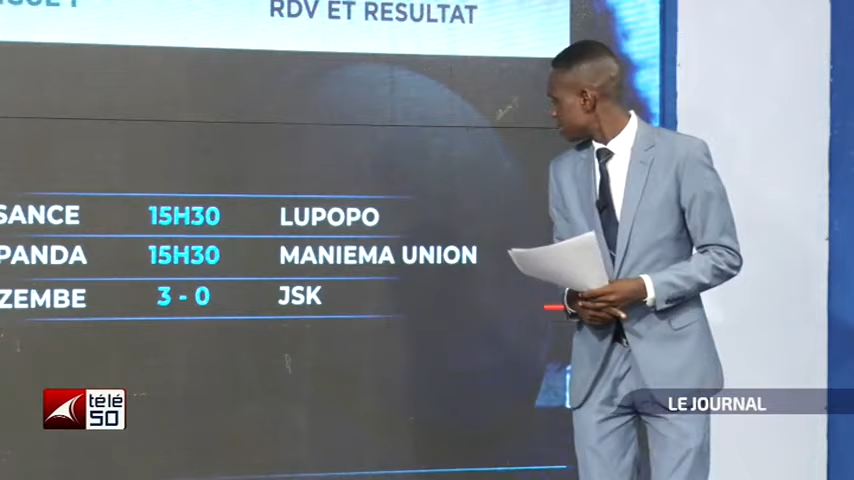 RDV ET RESULTAT
SANCE 15H30 LUPOPO
PANDA 15H30 MANIEMA UNION
ZEMBE 3 - 0 JSK
télé 50
LE JOURNAL